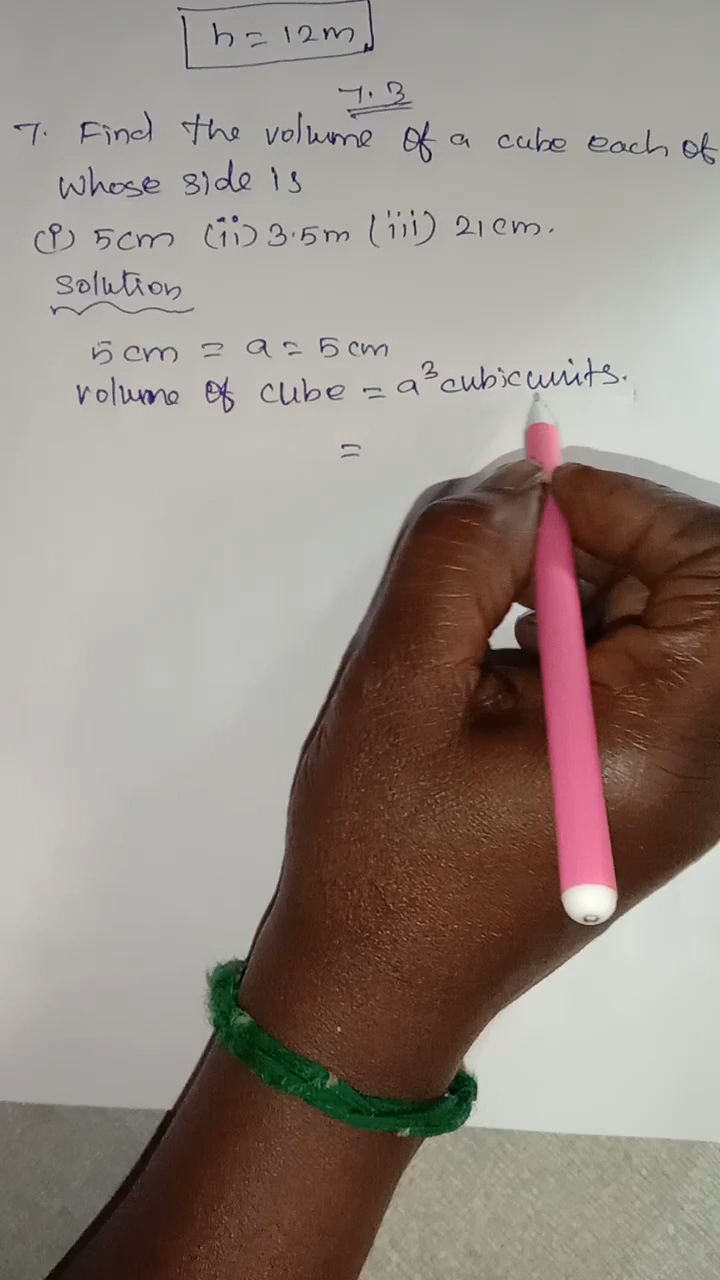 h = 12m
7.3
7. Find the volume of a cube each of
whose side is
(i) 5cm (ii) 3.5m (iii) 21cm.
Solution
5cm = a = 5cm
volume of cube = a³ cubic units.
=